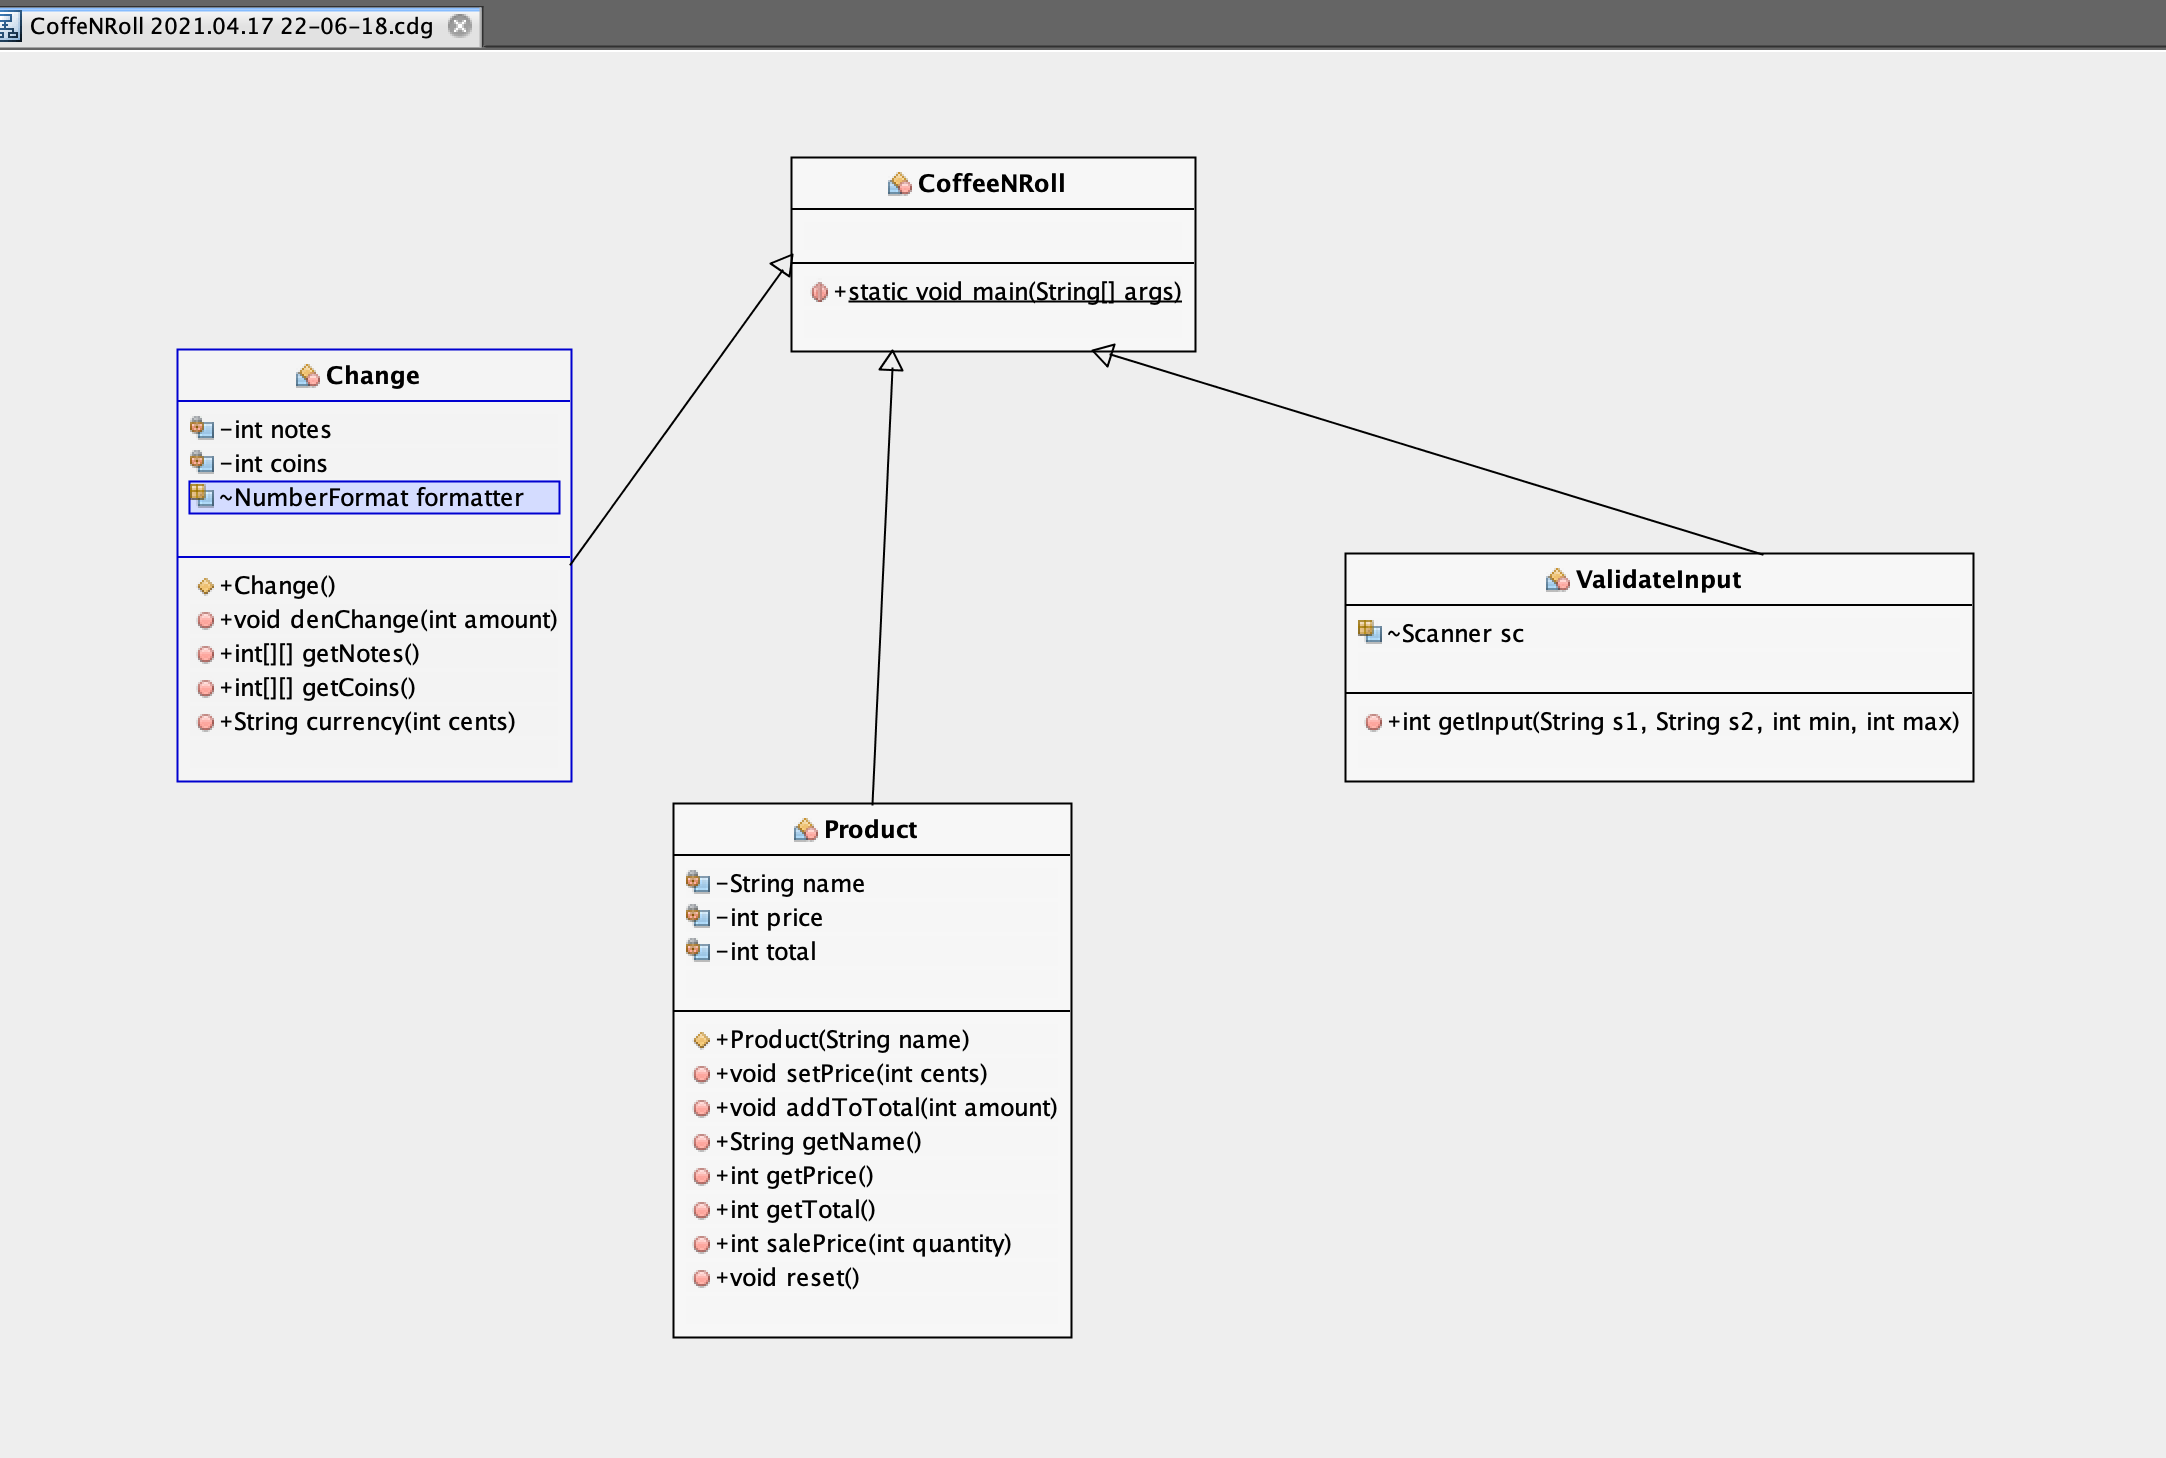 CoffeNRoll 2021.04.17 22-06-18.cdg
CoffeeNRoll
+static void main(String[] args)
Change
-int notes
-int coins
~NumberFormat formatter
+Change()
+void denChange(int amount)
+int[][] getNotes()
+int[][] getCoins()
+String currency(int cents)
ValidateInput
~Scanner sc
+int getInput(String s1, String s2, int min, int max)
Product
-String name
-int price
-int total
+Product(String name)
+void setPrice(int cents)
+void addToTotal(int amount)
+String getName()
+int getPrice()
+int getTotal()
+int salePrice(int quantity)
+void reset()